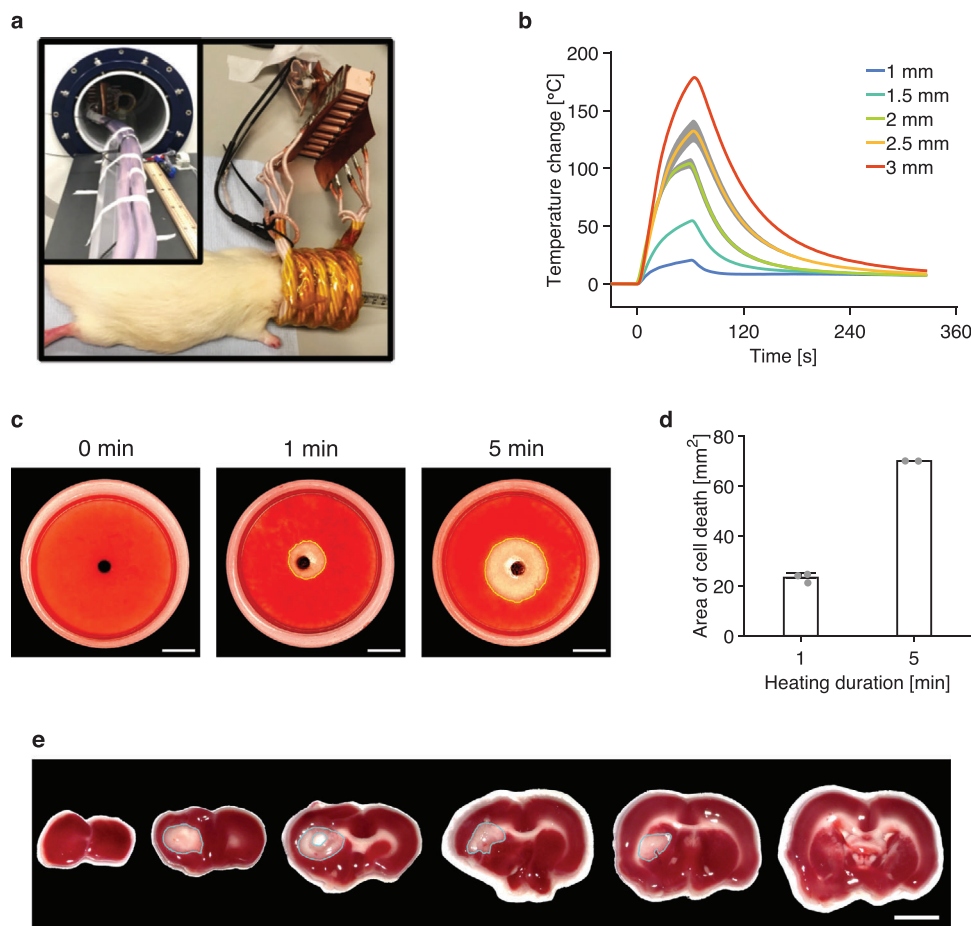 a
b
Temperature change [°C]
200
150
100
50
0
0
120
240
360
Time [s]
1 mm
1.5 mm
2 mm
2.5 mm
3 mm
c
0 min
1 min
5 min
d
Area of cell death [mm2]
80
60
40
20
0
1
5
Heating duration [min]
e